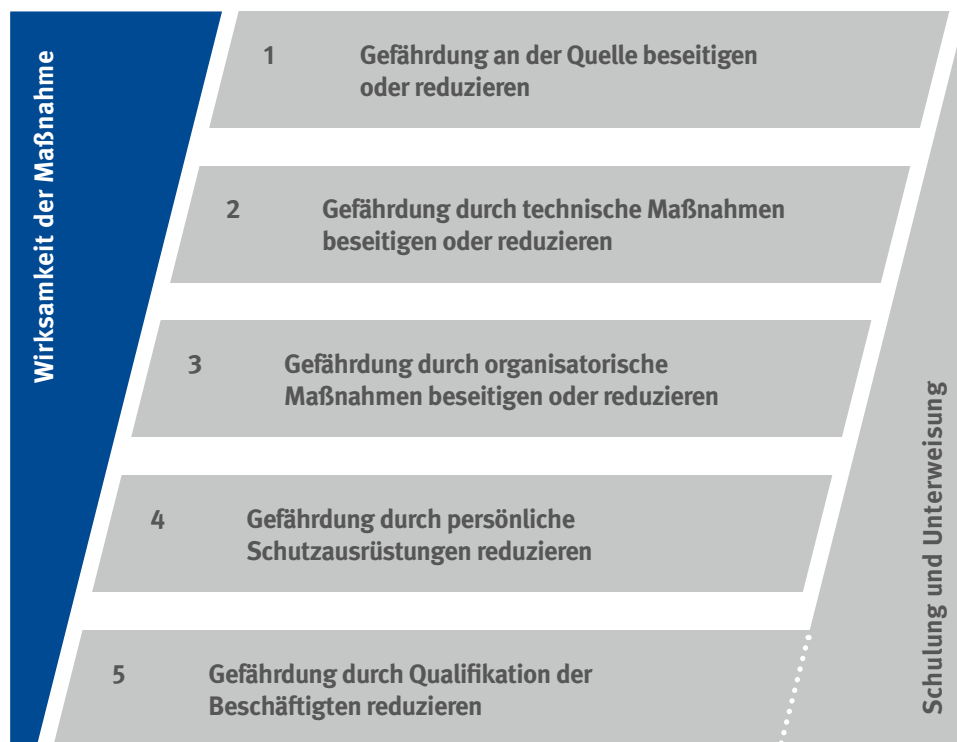 Wirksamkeit der Maßnahme
1 Gefährdung an der Quelle beseitigen
oder reduzieren
2 Gefährdung durch technische Maßnahmen
beseitigen oder reduzieren
3 Gefährdung durch organisatorische
Maßnahmen beseitigen oder reduzieren
4 Gefährdung durch persönliche
Schutzausrüstungen reduzieren
5 Gefährdung durch Qualifikation der
Beschäftigten reduzieren
Schulung und Unterweisung